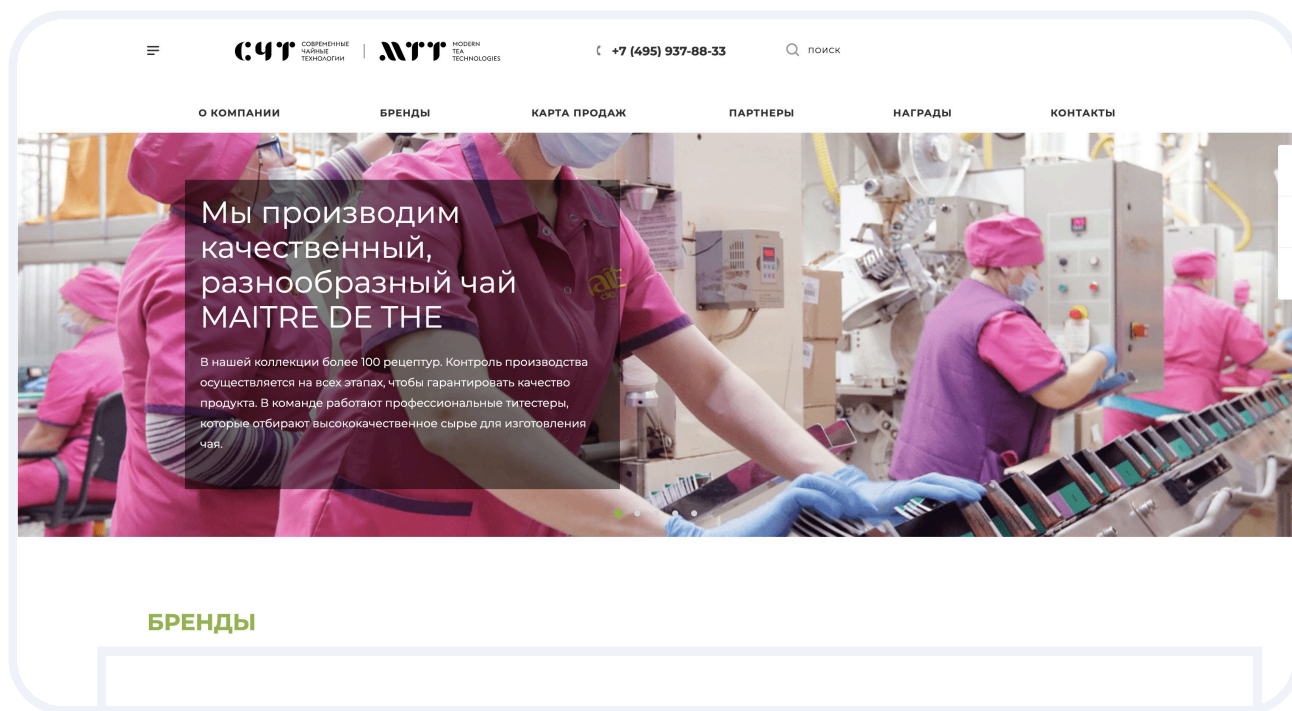 СЧТ СОВРЕМЕННЫЕ ЧАЙНЫЕ ТЕХНОЛОГИИ | МТТ MODERN TEA TECHNOLOGIES
+7 (495) 937-88-33
ПОИСК
О КОМПАНИИ БРЕНДЫ КАРТА ПРОДАЖ ПАРТНЕРЫ НАГРАДЫ КОНТАКТЫ
Мы производим
качественный,
разнообразный чай
MAITRE DE THE
В нашей коллекции более 100 рецептур. Контроль производства
осуществляется на всех этапах, чтобы гарантировать качество
продукта. В команде работают профессиональные титестеры,
которые отбирают высококачественное сырье для изготовления
чая.
БРЕНДЫ